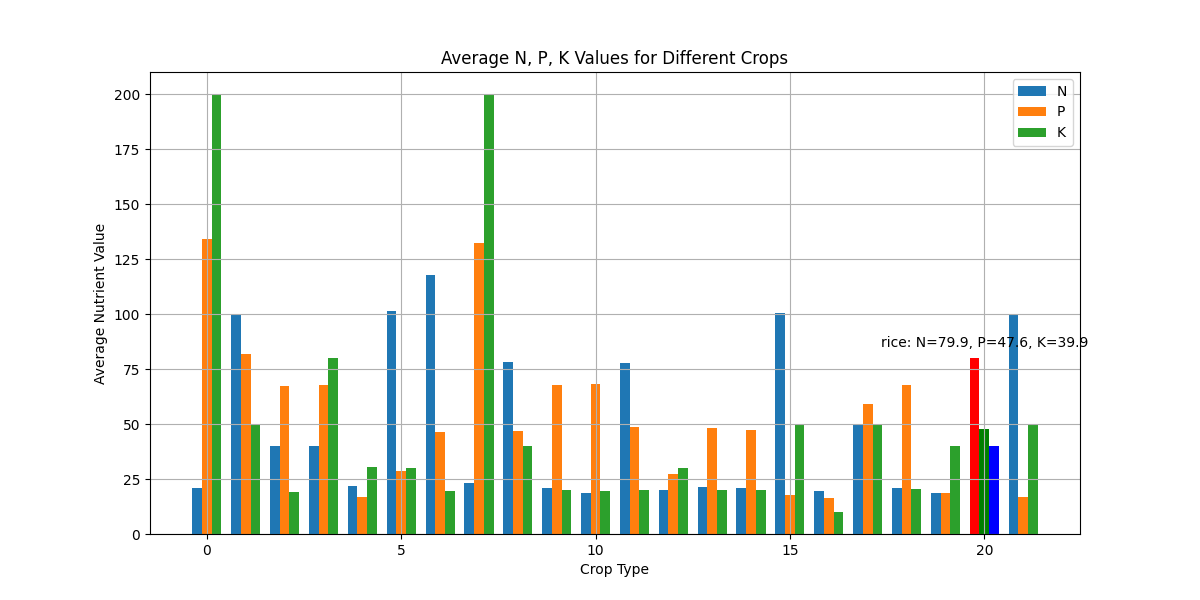 Average N, P, K Values for Different Crops
N
P
K
200
175
150
125
100
75
50
25
0
Average Nutrient Value
rice: N=79.9, P=47.6, K=39.9
0 5 10 15 20
Crop Type